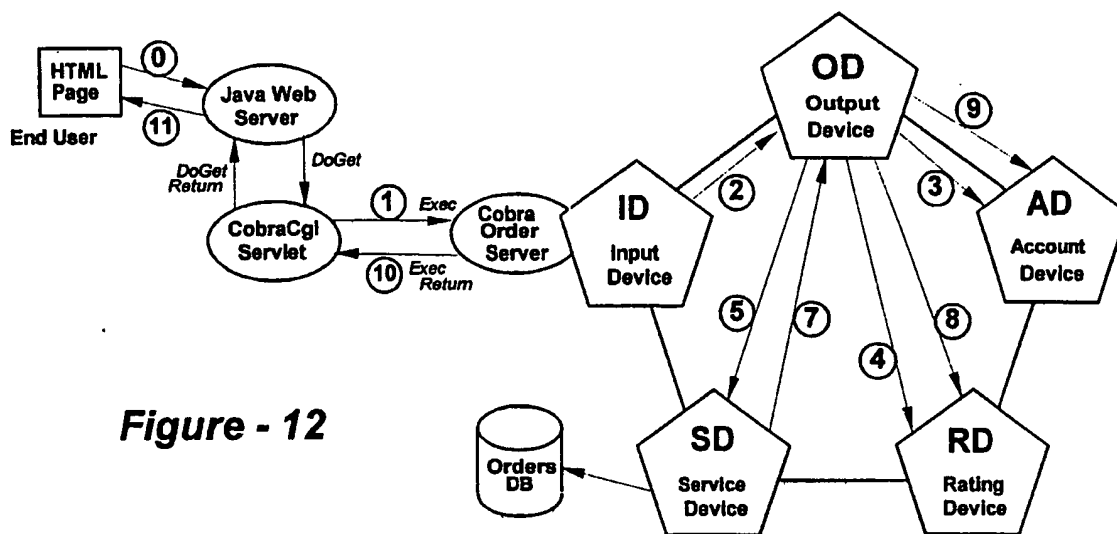 HTML
Page
End User
0
11
Java Web
Server
DoGet
Return
DoGet
CobraCgI
Servlet
1
Exec
10
Exec
Return
Cobra
Order
Server
ID
Input
Device
2
OD
Output
Device
9
3
AD
Account
Device
5
7
4
8
Figure - 12
Orders
DB
SD
Service
Device
RD
Rating
Device